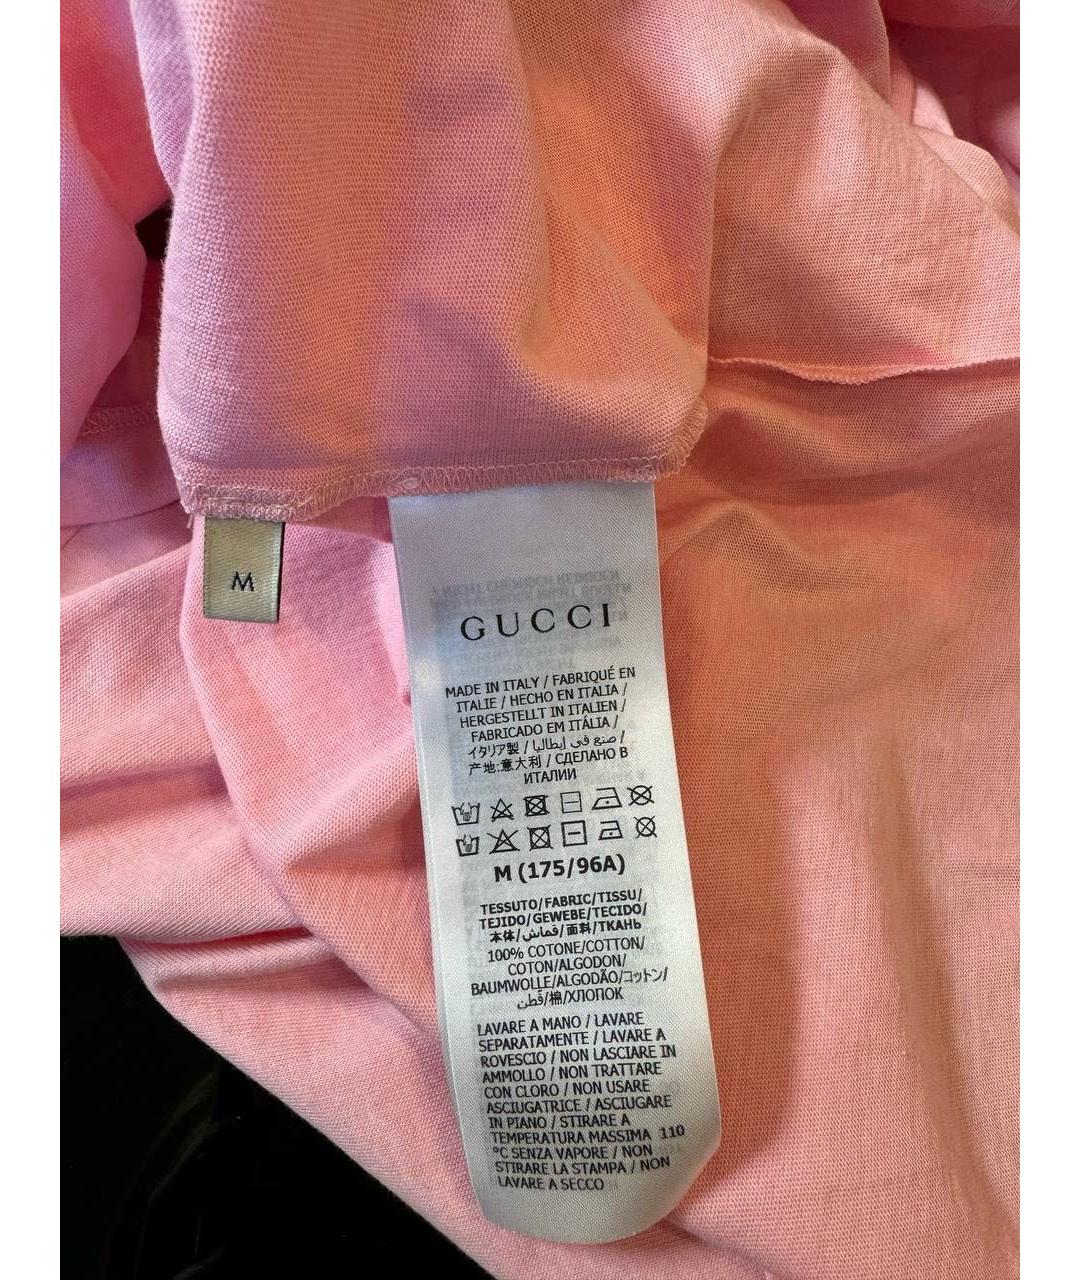 M
GUCCI
MADE IN ITALY / FABRIQUÉ EN
ITALIE / HECHO EN ITALIA /
HERGESTELLT IN ITALIEN /
FABRICADO EM ITÁLIA /
イタリア製 / صنع في إيطاليا /
产地:意大利 / СДЕЛАНО В
ИТАЛИИ
M (175/96A)
TESSUTO/FABRIC/TISSU/
TEJIDO/GEWEBE/TECIDO/
本体/قماش/面料/ТКАНЬ
100% COTONE/COTTON/
COTON/ALGODON/
BAUMWOLLE/ALGODÃO/コットン/
قطن/棉/ХЛОПОК
LAVARE A MANO / LAVARE
SEPARATAMENTE / LAVARE A
ROVESCIO / NON LASCIARE IN
AMMOLLO / NON TRATTARE
CON CLORO / NON USARE
ASCIUGATRICE / ASCIUGARE
IN PIANO / STIRARE A
TEMPERATURA MASSIMA 110
°C SENZA VAPORE / NON
STIRARE LA STAMPA / NON
LAVARE A SECCO